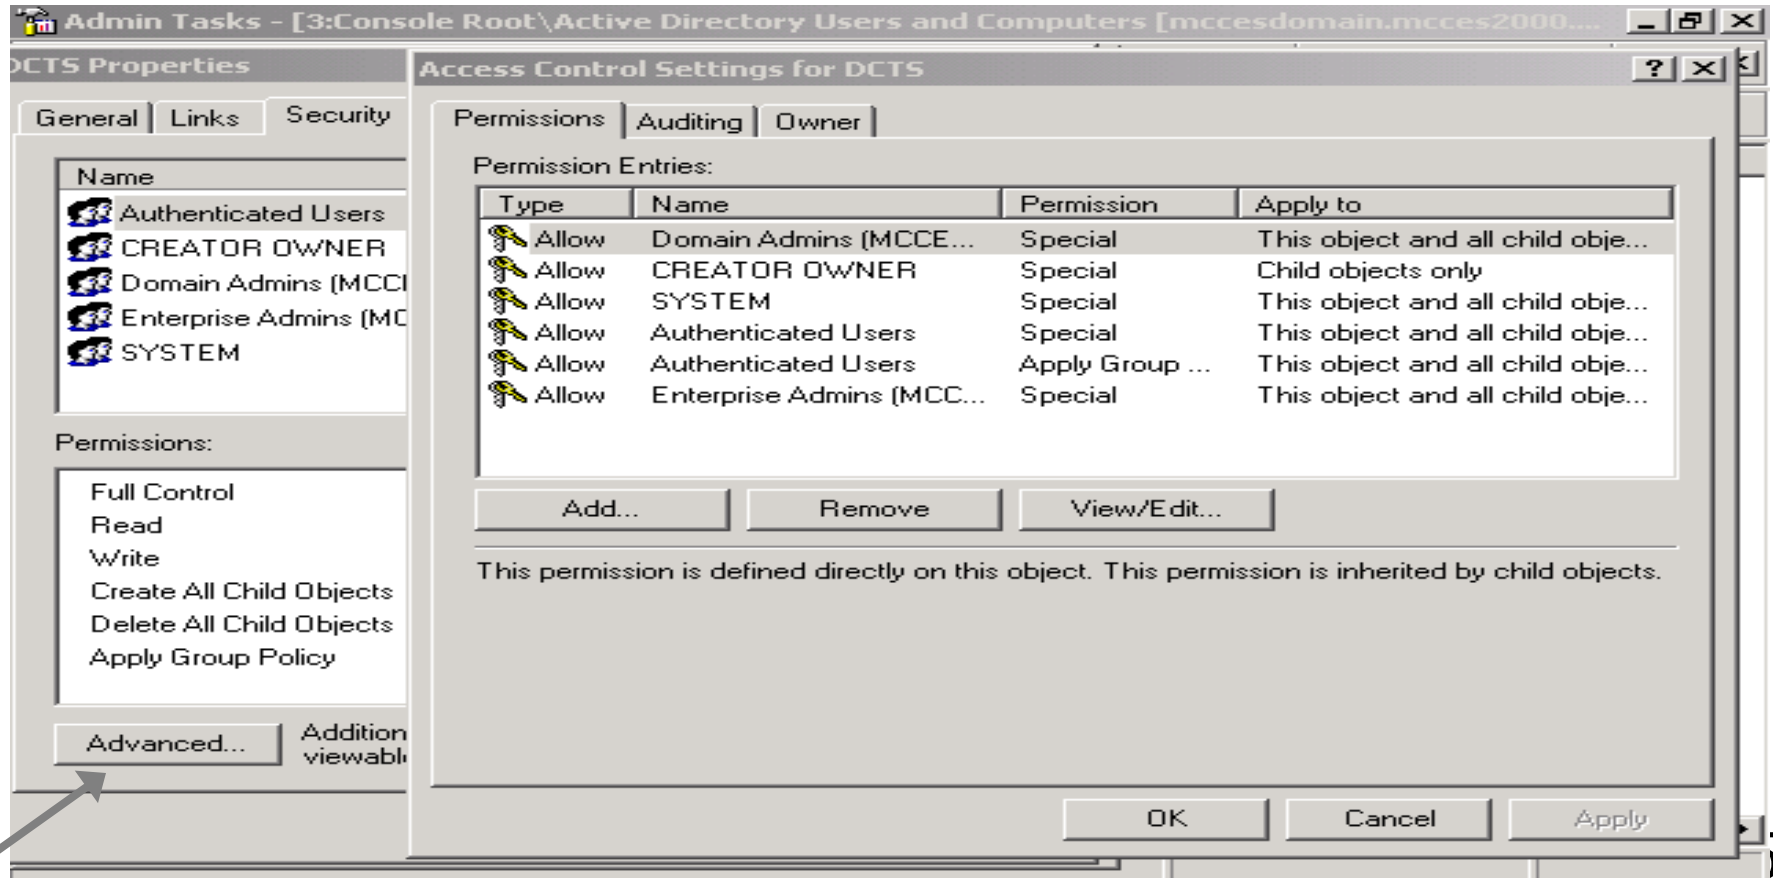 Admin Tasks - [3:Console Root\Active Directory Users and Computers [mccesdomain.mcces2000....
DCTS Properties
General Links Security
Name
Authenticated Users
CREATOR OWNER
Domain Admins (MCCE
Enterprise Admins (MC
SYSTEM
Permissions:
Full Control
Read
Write
Create All Child Objects
Delete All Child Objects
Apply Group Policy
Advanced...
Addition
viewable
Access Control Settings for DCTS
Permissions Auditing Owner
Permission Entries:
Type Name Permission Apply to
Allow Domain Admins (MCCE... Special This object and all child obje...
Allow CREATOR OWNER Special Child objects only
Allow SYSTEM Special This object and all child obje...
Allow Authenticated Users Special This object and all child obje...
Allow Authenticated Users Apply Group ... This object and all child obje...
Allow Enterprise Admins (MCC... Special This object and all child obje...
Add... Remove View/Edit...
This permission is defined directly on this object. This permission is inherited by child objects.
OK Cancel Apply